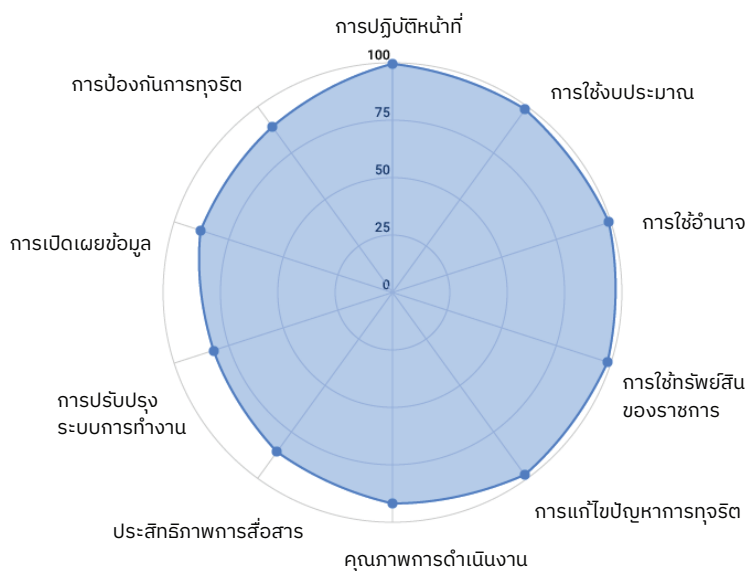 การปฏิบัติหน้าที่
100
การป้องกันการทุจริต
การใช้งบประมาณ
75
50
การใช้อำนาจ
25
การเปิดเผยข้อมูล
0
การใช้ทรัพย์สิน
ของราชการ
การปรับปรุง
ระบบการทำงาน
การแก้ไขปัญหาการทุจริต
ประสิทธิภาพการสื่อสาร
คุณภาพการดำเนินงาน